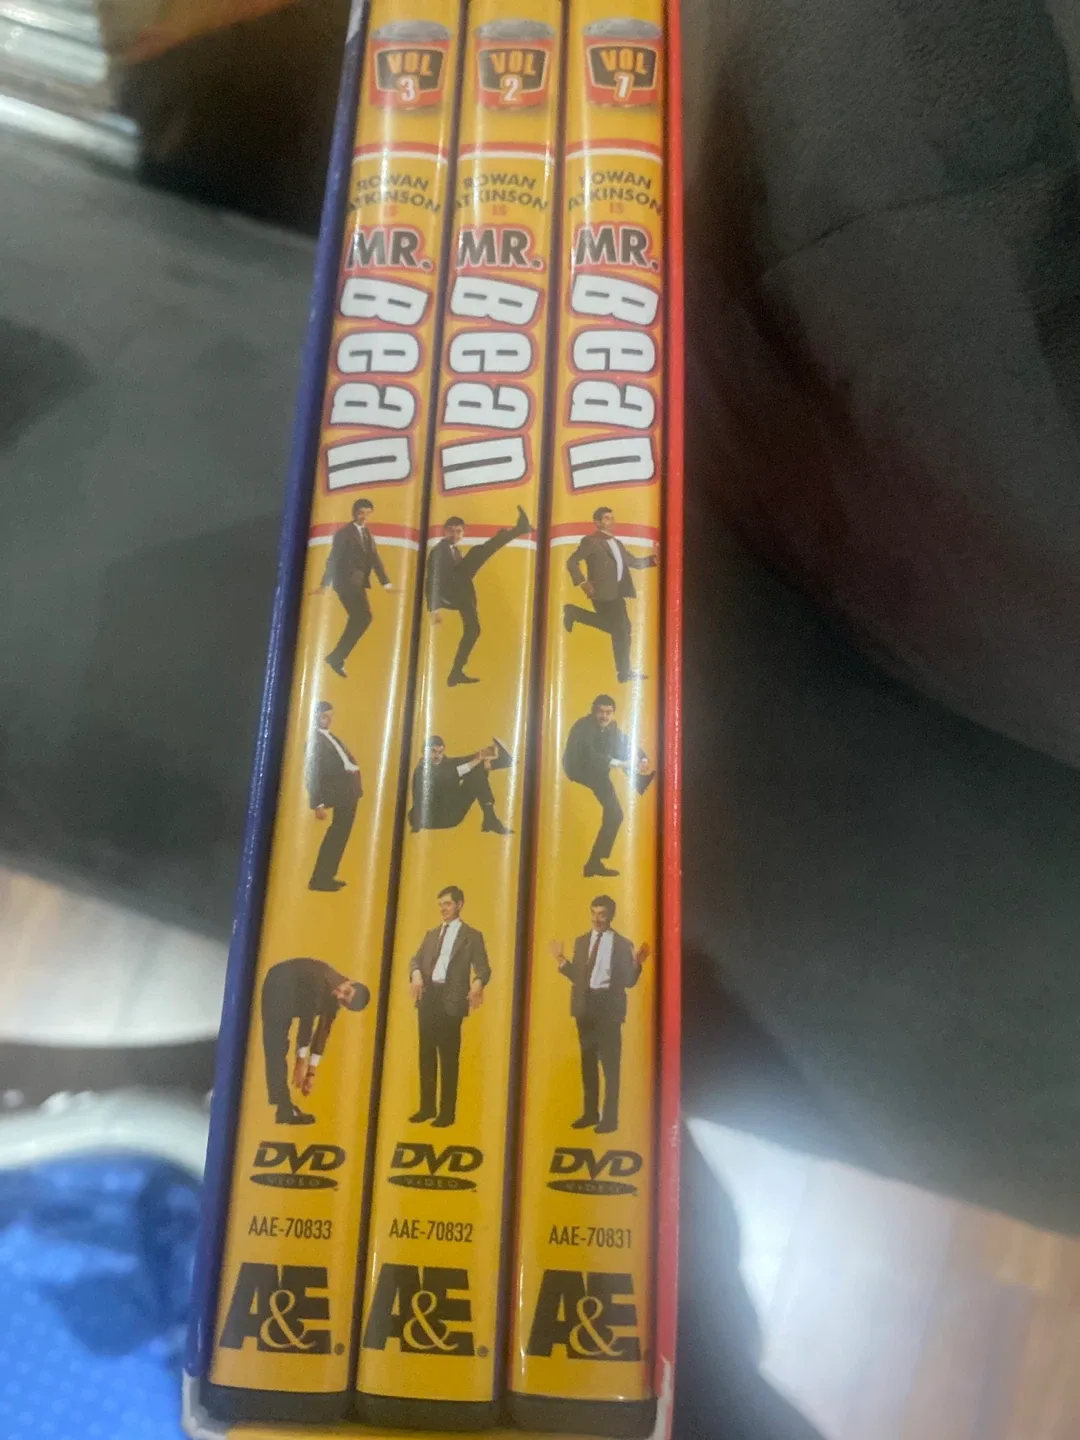 VOL
3
ROWAN
ATKINSON
IS
MR.
Bean
DVD
VIDEO
AAE-70833
A&E
VOL
2
ROWAN
ATKINSON
IS
MR.
Bean
DVD
VIDEO
AAE-70832
A&E
VOL
1
ROWAN
ATKINSON
IS
MR.
Bean
DVD
VIDEO
AAE-70831
A&E